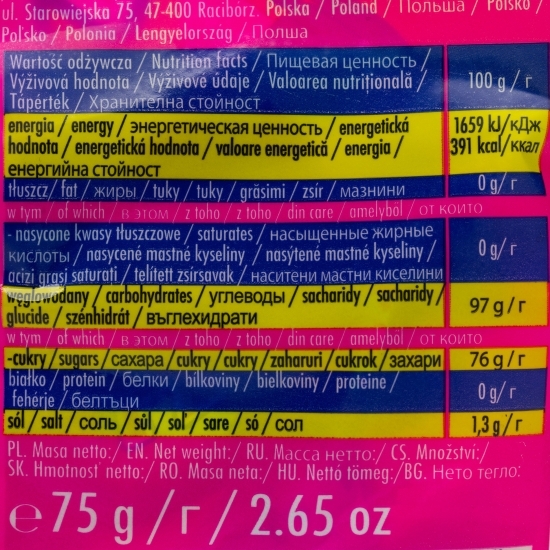 ul. Starowiejska 75, 47-400 Racibórz. Polska / Poland / Польша / Polsko /
Poľsko / Polonia / Lengyelország / Полша
Wartość odżywcza / Nutrition facts / Пищевая ценность /
Výživová hodnota / Výživové údaje / Valoarea nutriţională /
Tápérték / Хранителна стойност
100 g / г
energia / energy / энергетическая ценность / energetická
hodnota / energetická hodnota / valoare energetică / energia /
енергийна стойност
1659 kJ/кДж
391 kcal/ккал
tłuszcz / fat / жиры / tuky / tuky / grăsimi / zsír / мазнини
0 g / г
w tym / of which / в этом / z toho / z toho / din care / amelyből / от които
- nasycone kwasy tłuszczowe / saturates / насыщенные жирные
кислоты / nasycené mastné kyseliny / nasýtené mastné kyseliny /
acizi grași saturati / telített zsírsavak / наситени мастни киселини
0 g / г
węglowodany / carbohydrates / углеводы / sacharidy / sacharidy /
glucide / szénhidrát / въглехидрати
97 g / г
w tym / of which / в этом / z toho / z toho / din care / amelyből / от които
-cukry / sugars / сахара / cukry / cukry / zaharuri / cukrok / захари
76 g / г
białko / protein / белки / bílkoviny / bielkoviny / proteine /
fehérje / белтъци
0 g / г
sól / salt / соль / sůl / soľ / sare / só / сол
1,3 g / г
PL. Masa netto:/ EN. Net weight:/ RU. Масса нетто:/ CS. Množství:/
SK. Hmotnosť netto:/ RO. Masa neta:/ HU. Nettó tömeg:/BG. Нето тегло:
℮ 75 g / г / 2.65 oz